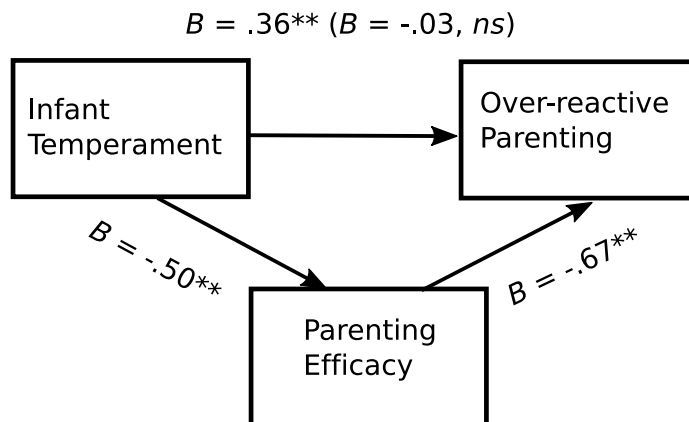 B = .36** (B = -.03, ns)
Infant
Temperament
Over-reactive
Parenting
B = -.50**
B = -.67**
Parenting
Efficacy